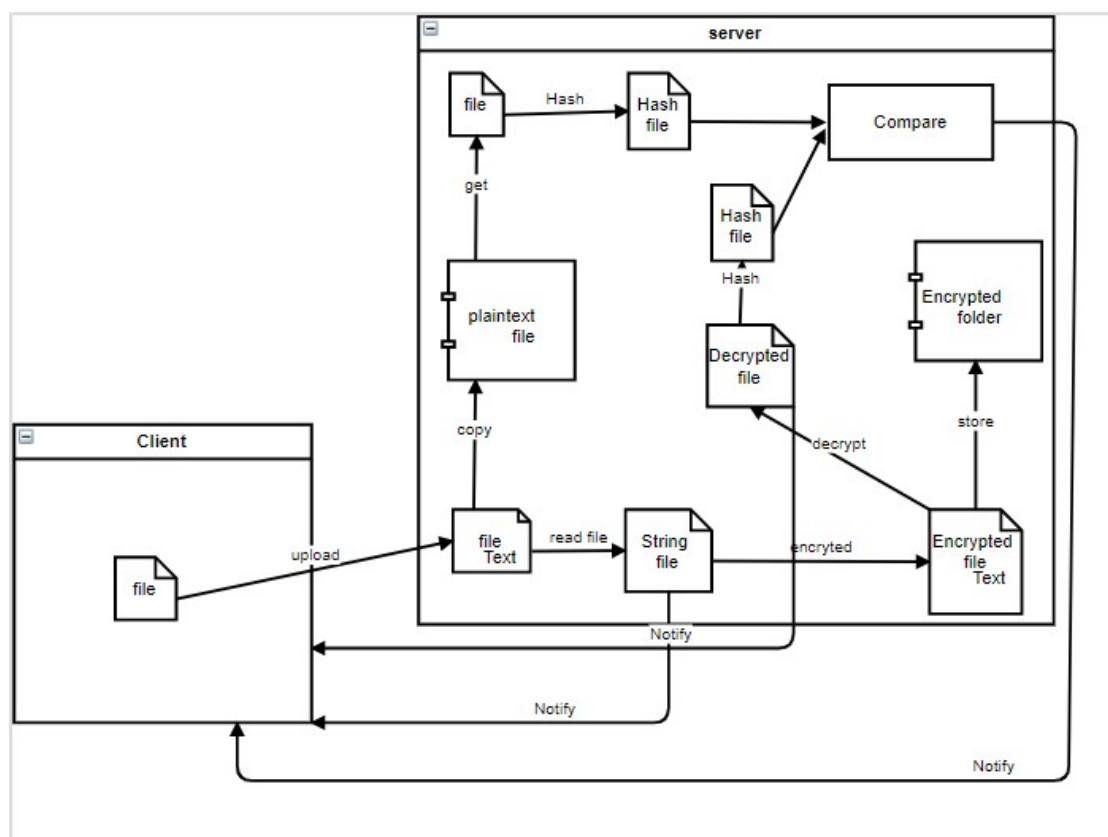 server
file
Hash
Hash
file
Compare
get
Hash
file
Hash
plaintext
file
Encrypted
folder
Decrypted
file
copy
decrypt
store
Client
file
upload
file
Text
read file
String
file
encryted
Encrypted
file
Text
Notify
Notify
Notify